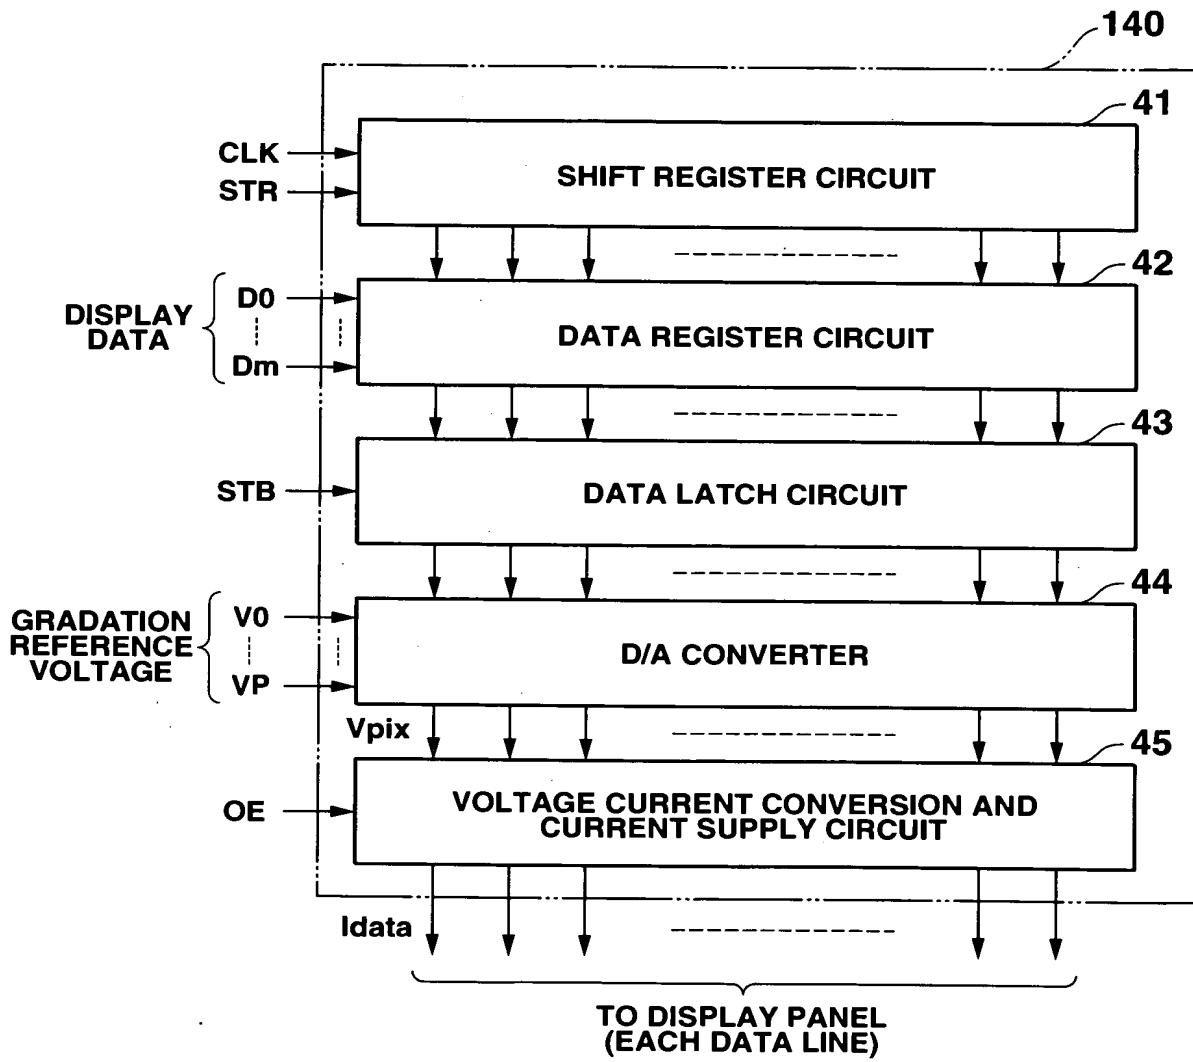 140
41
CLK
STR
SHIFT REGISTER CIRCUIT
42
DISPLAY
DATA
D0
Dm
DATA REGISTER CIRCUIT
43
STB
DATA LATCH CIRCUIT
44
GRADATION
REFERENCE
VOLTAGE
V0
VP
D/A CONVERTER
Vpix
45
OE
VOLTAGE CURRENT CONVERSION AND
CURRENT SUPPLY CIRCUIT
Idata
TO DISPLAY PANEL
(EACH DATA LINE)